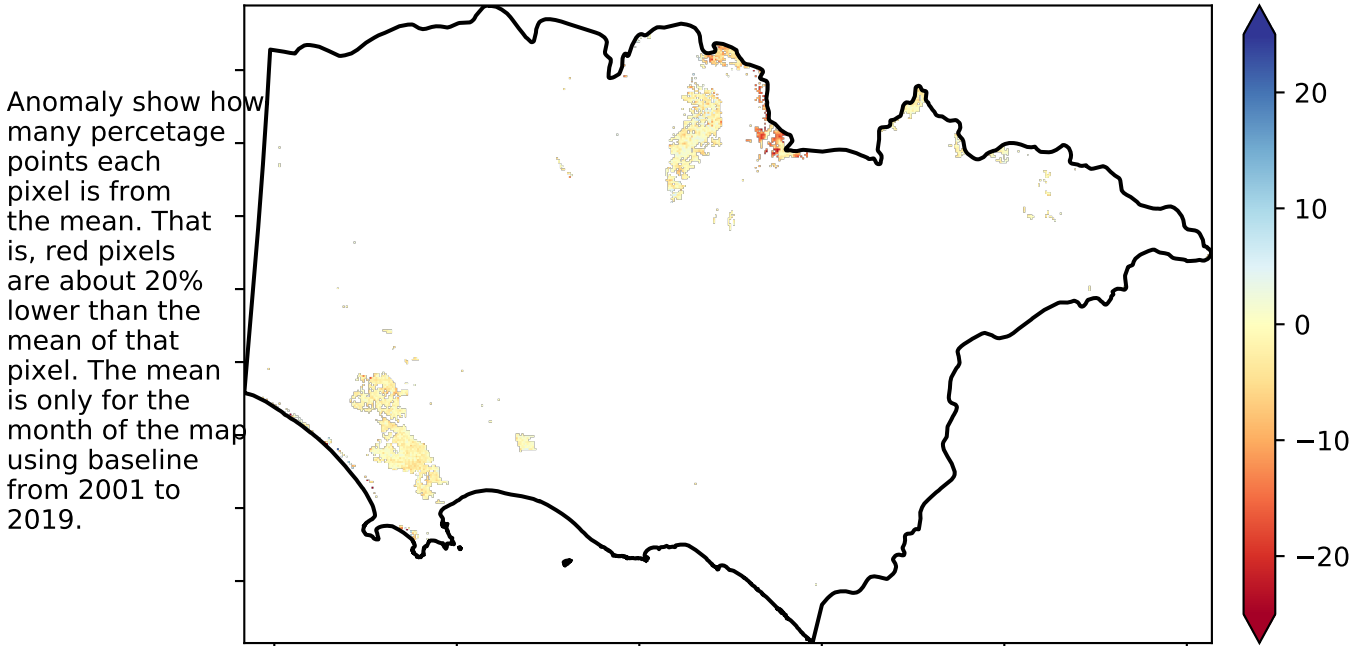 Anomaly show how
many percetage
points each
pixel is from
the mean. That
is, red pixels
are about 20%
lower than the
mean of that
pixel. The mean
is only for the
month of the map
using baseline
from 2001 to
2019.
20
10
0
−10
−20